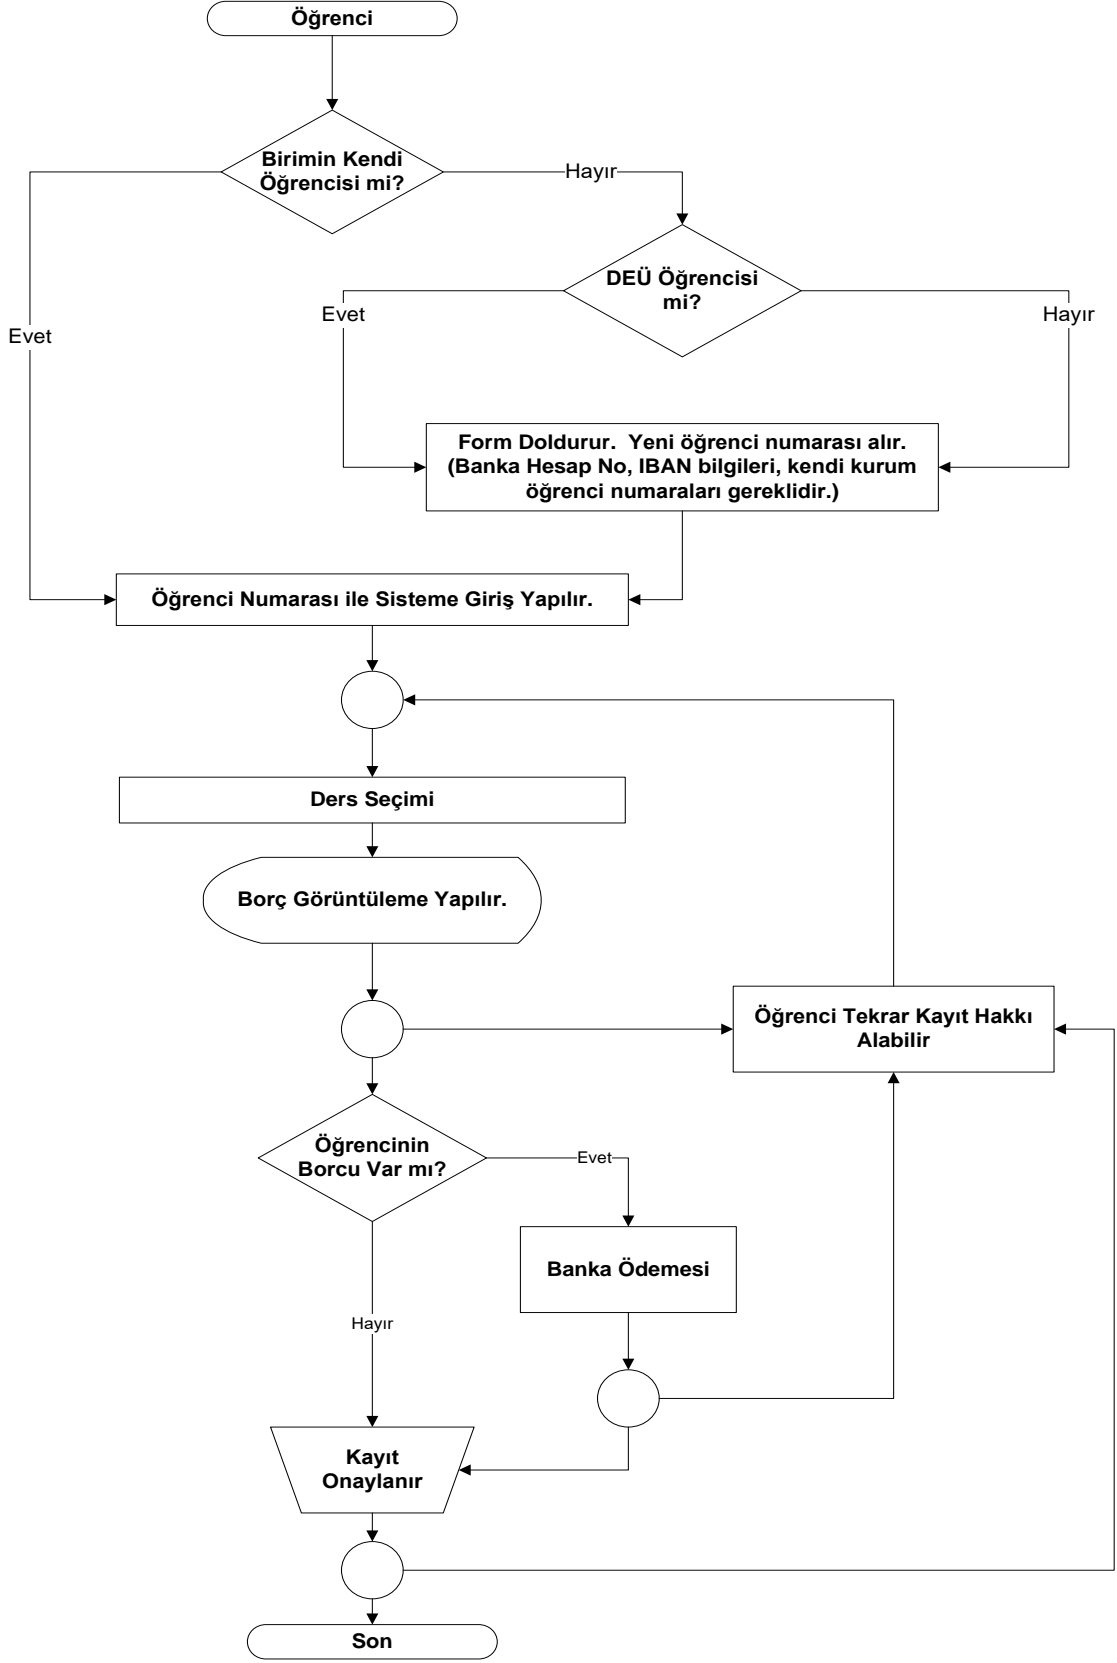 Öğrenci
Birimin Kendi
Öğrencisi mi?
Hayır
DEÜ Öğrencisi
mi?
Evet
Evet
Hayır
Form Doldurur.  Yeni öğrenci numarası alır.
(Banka Hesap No, IBAN bilgileri, kendi kurum
öğrenci numaraları gereklidir.)
Öğrenci Numarası ile Sisteme Giriş Yapılır.
Ders Seçimi
Borç Görüntüleme Yapılır.
Öğrenci Tekrar Kayıt Hakkı
Alabilir
Öğrencinin
Borcu Var mı?
Evet
Banka Ödemesi
Hayır
Kayıt
Onaylanır
Son